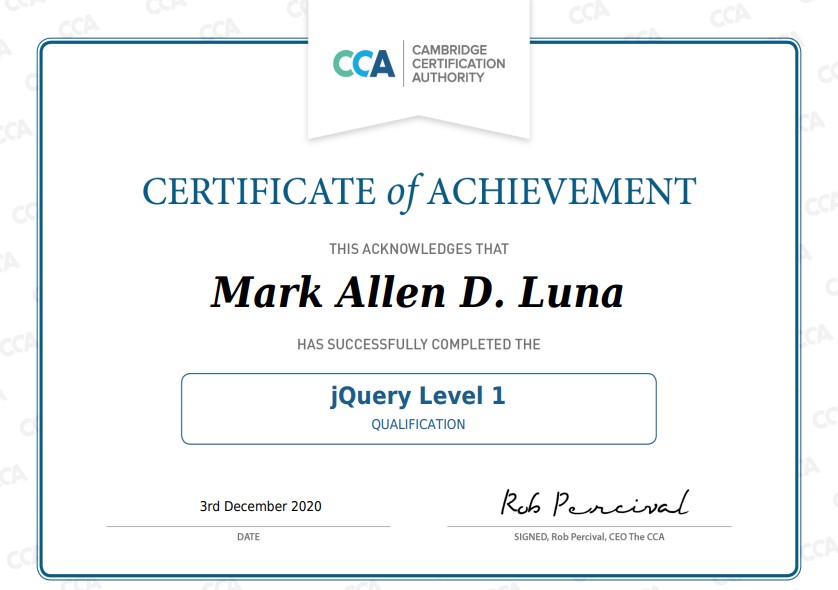 CCA
CAMBRIDGE
CERTIFICATION
AUTHORITY
CERTIFICATE of ACHIEVEMENT
THIS ACKNOWLEDGES THAT
Mark Allen D. Luna
HAS SUCCESSFULLY COMPLETED THE
jQuery Level 1
QUALIFICATION
3rd December 2020
Rob Percival
DATE
SIGNED, Rob Percival, CEO The CCA